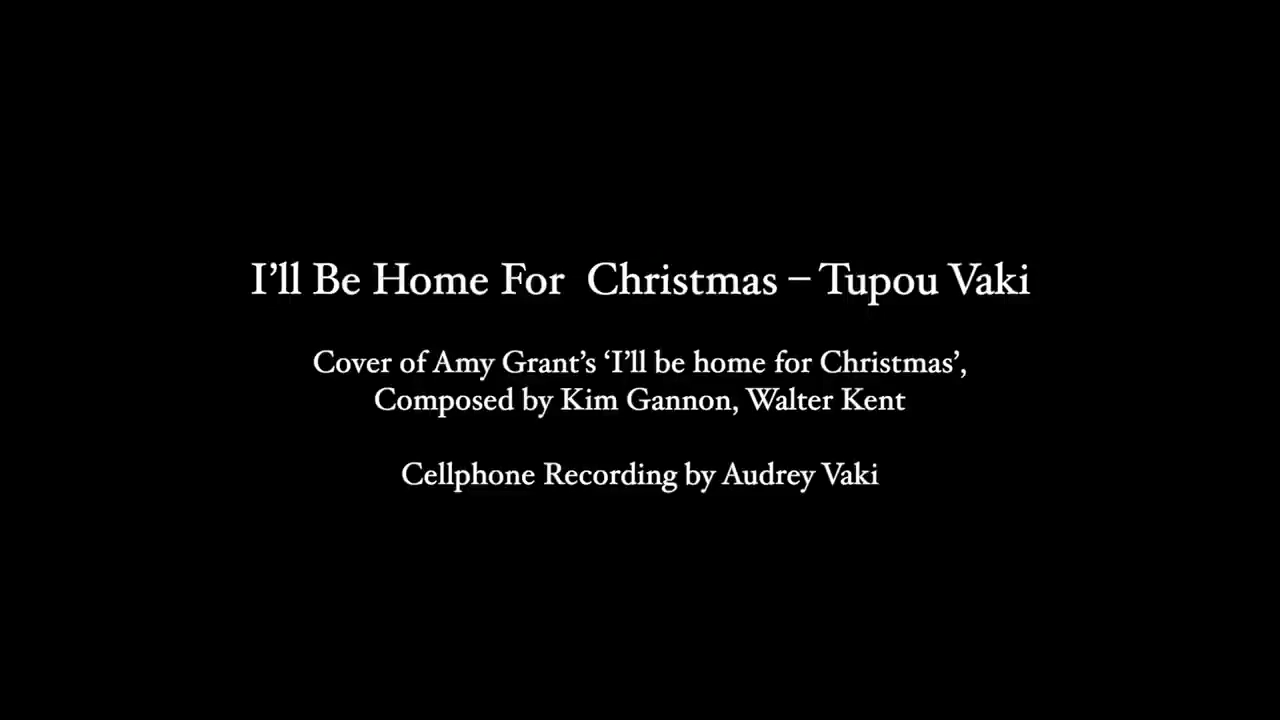 I’ll Be Home For  Christmas – Tupou Vaki
Cover of Amy Grant’s ‘I’ll be home for Christmas’,
Composed by Kim Gannon, Walter Kent
Cellphone Recording by Audrey Vaki